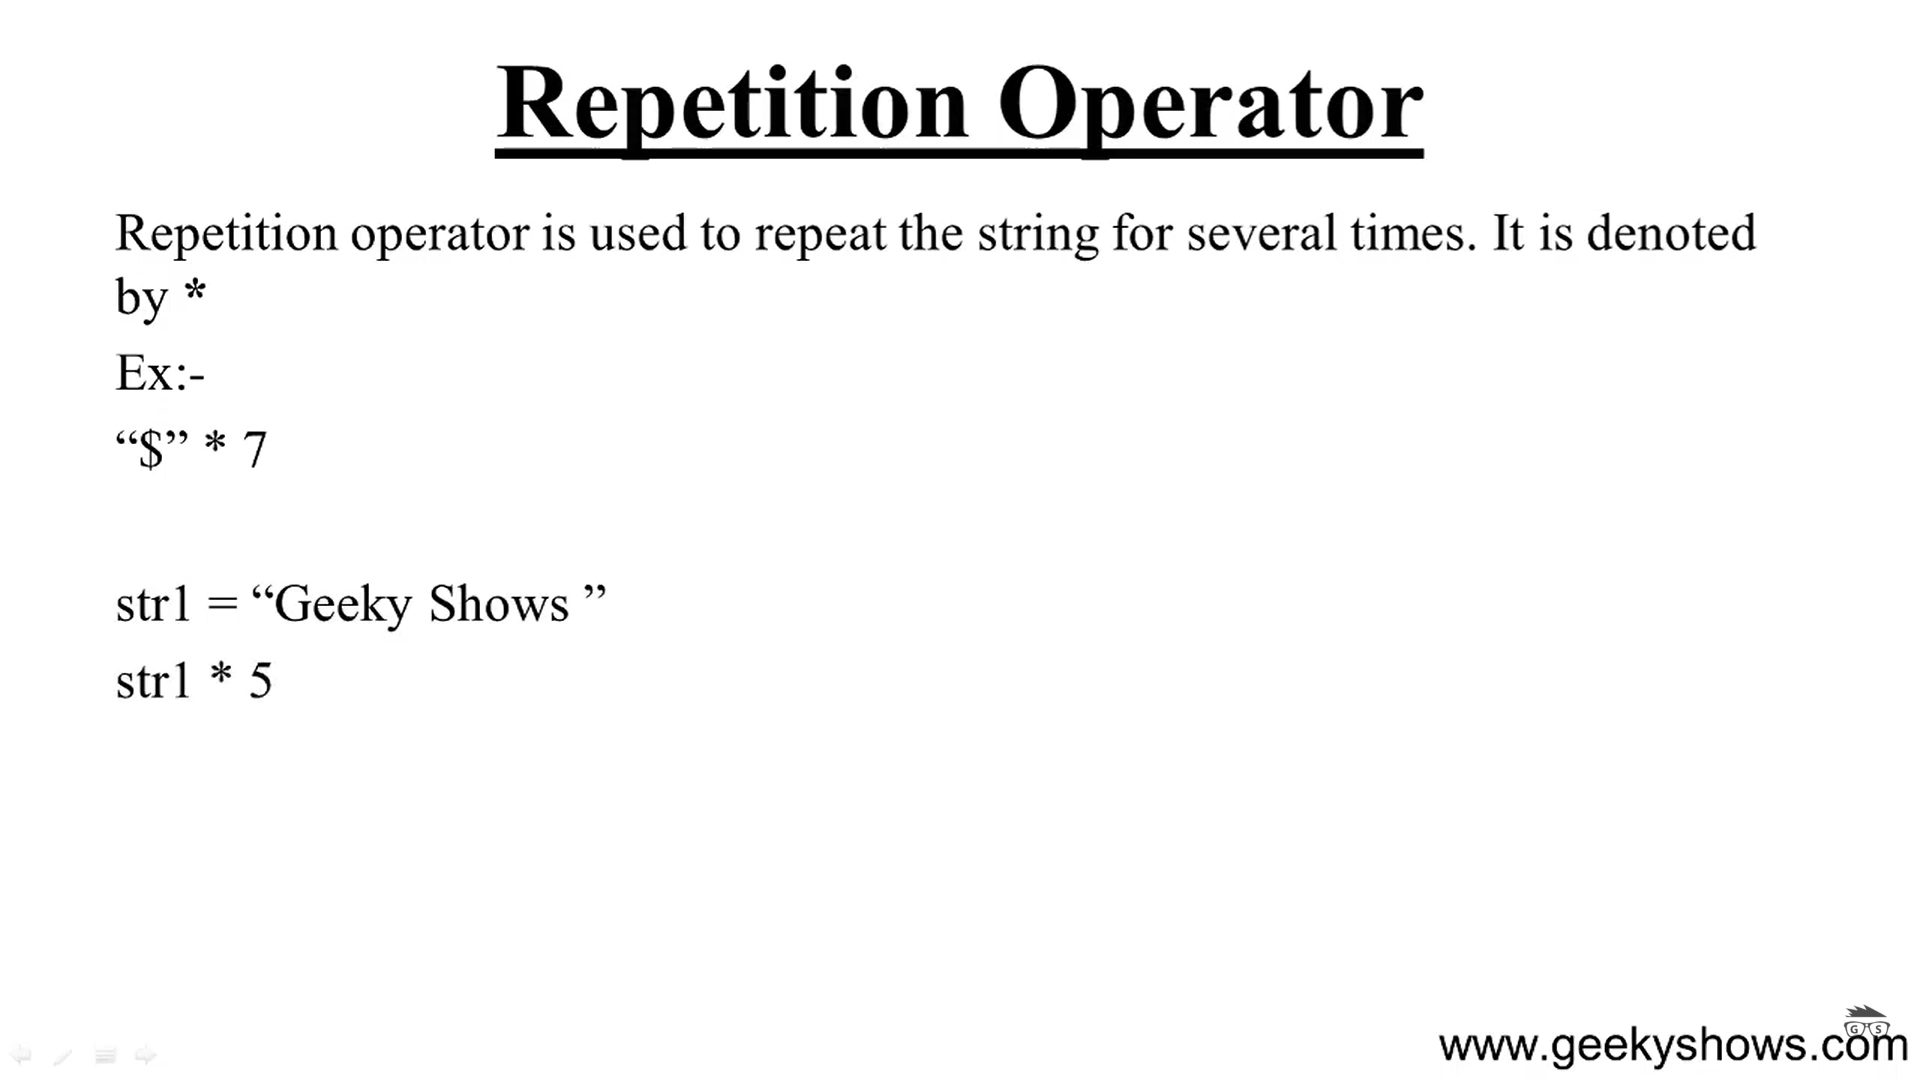 Repetition Operator
Repetition operator is used to repeat the string for several times. It is denoted
by *
Ex:-
“$” * 7
str1 = “Geeky Shows ”
str1 * 5
G S
www.geekyshows.com